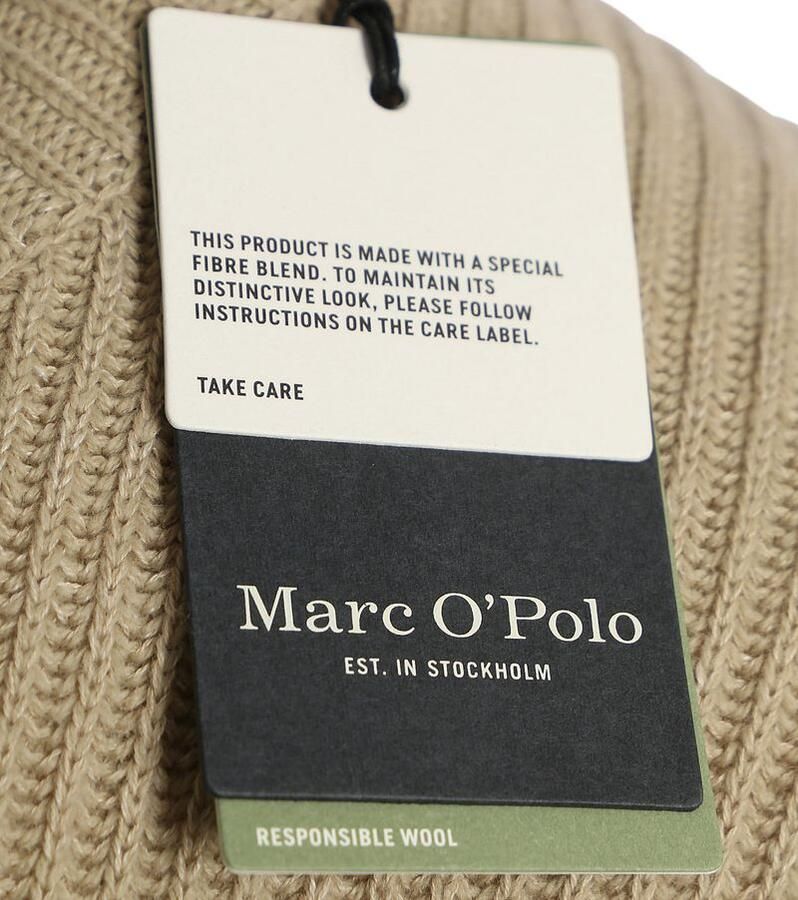 THIS PRODUCT IS MADE WITH A SPECIAL
FIBRE BLEND. TO MAINTAIN ITS
DISTINCTIVE LOOK, PLEASE FOLLOW
INSTRUCTIONS ON THE CARE LABEL.
TAKE CARE
Marc O'Polo
EST. IN STOCKHOLM
RESPONSIBLE WOOL